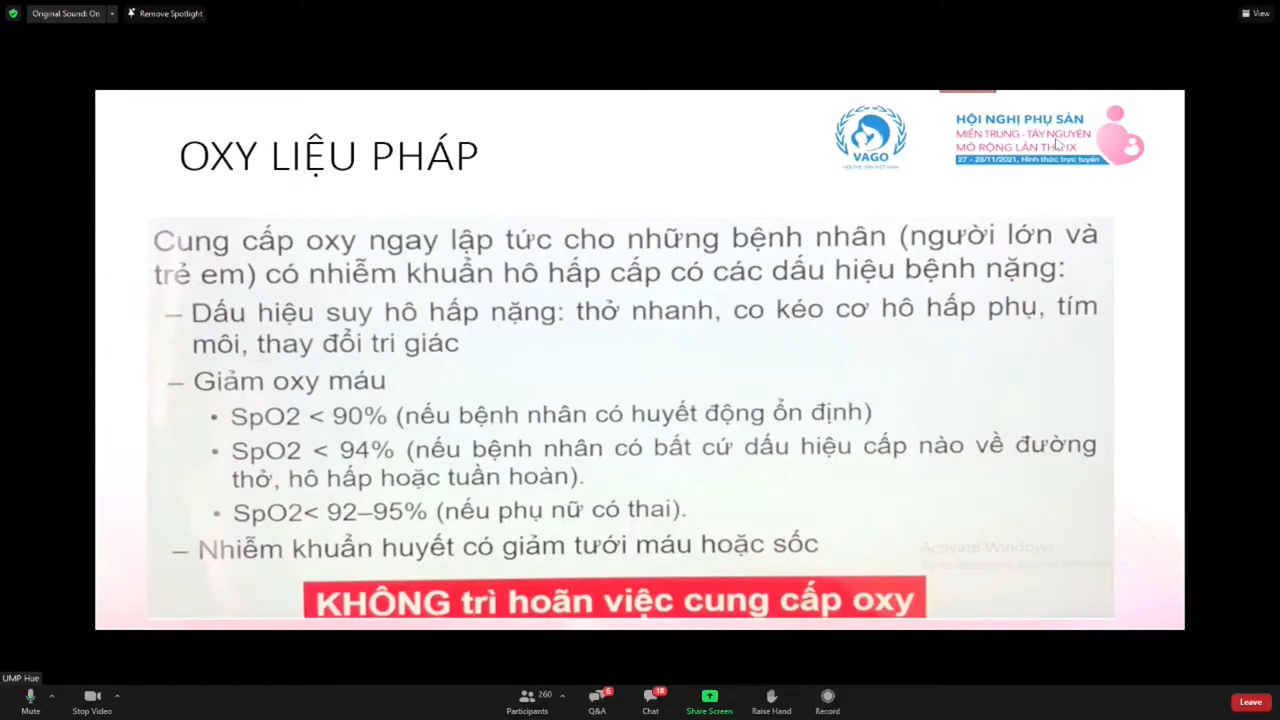 Original Sound: On
Remove Spotlight
View
OXY LIỆU PHÁP
VAGO
HỘI PHỤ SẢN VIỆT NAM
HỘI NGHỊ PHỤ SẢN
MIỀN TRUNG - TÂY NGUYÊN
MỞ RỘNG LẦN THỨ IX
27 - 28/11/2021, Hình thức trực tuyến
Cung cấp oxy ngay lập tức cho những bệnh nhân (người lớn và
trẻ em) có nhiễm khuẩn hô hấp cấp có các dấu hiệu bệnh nặng:
– Dấu hiệu suy hô hấp nặng: thở nhanh, co kéo cơ hô hấp phụ, tím
môi, thay đổi tri giác
– Giảm oxy máu
• SpO2 < 90% (nếu bệnh nhân có huyết động ổn định)
• SpO2 < 94% (nếu bệnh nhân có bất cứ dấu hiệu cấp nào về đường
thở, hô hấp hoặc tuần hoàn).
• SpO2< 92–95% (nếu phụ nữ có thai).
– Nhiễm khuẩn huyết có giảm tưới máu hoặc sốc
Activate Windows
KHÔNG trì hoãn việc cung cấp oxy
UMP Hue
Mute
Stop Video
260
Participants
6
Q&A
18
Chat
Share Screen
Raise Hand
Record
Leave